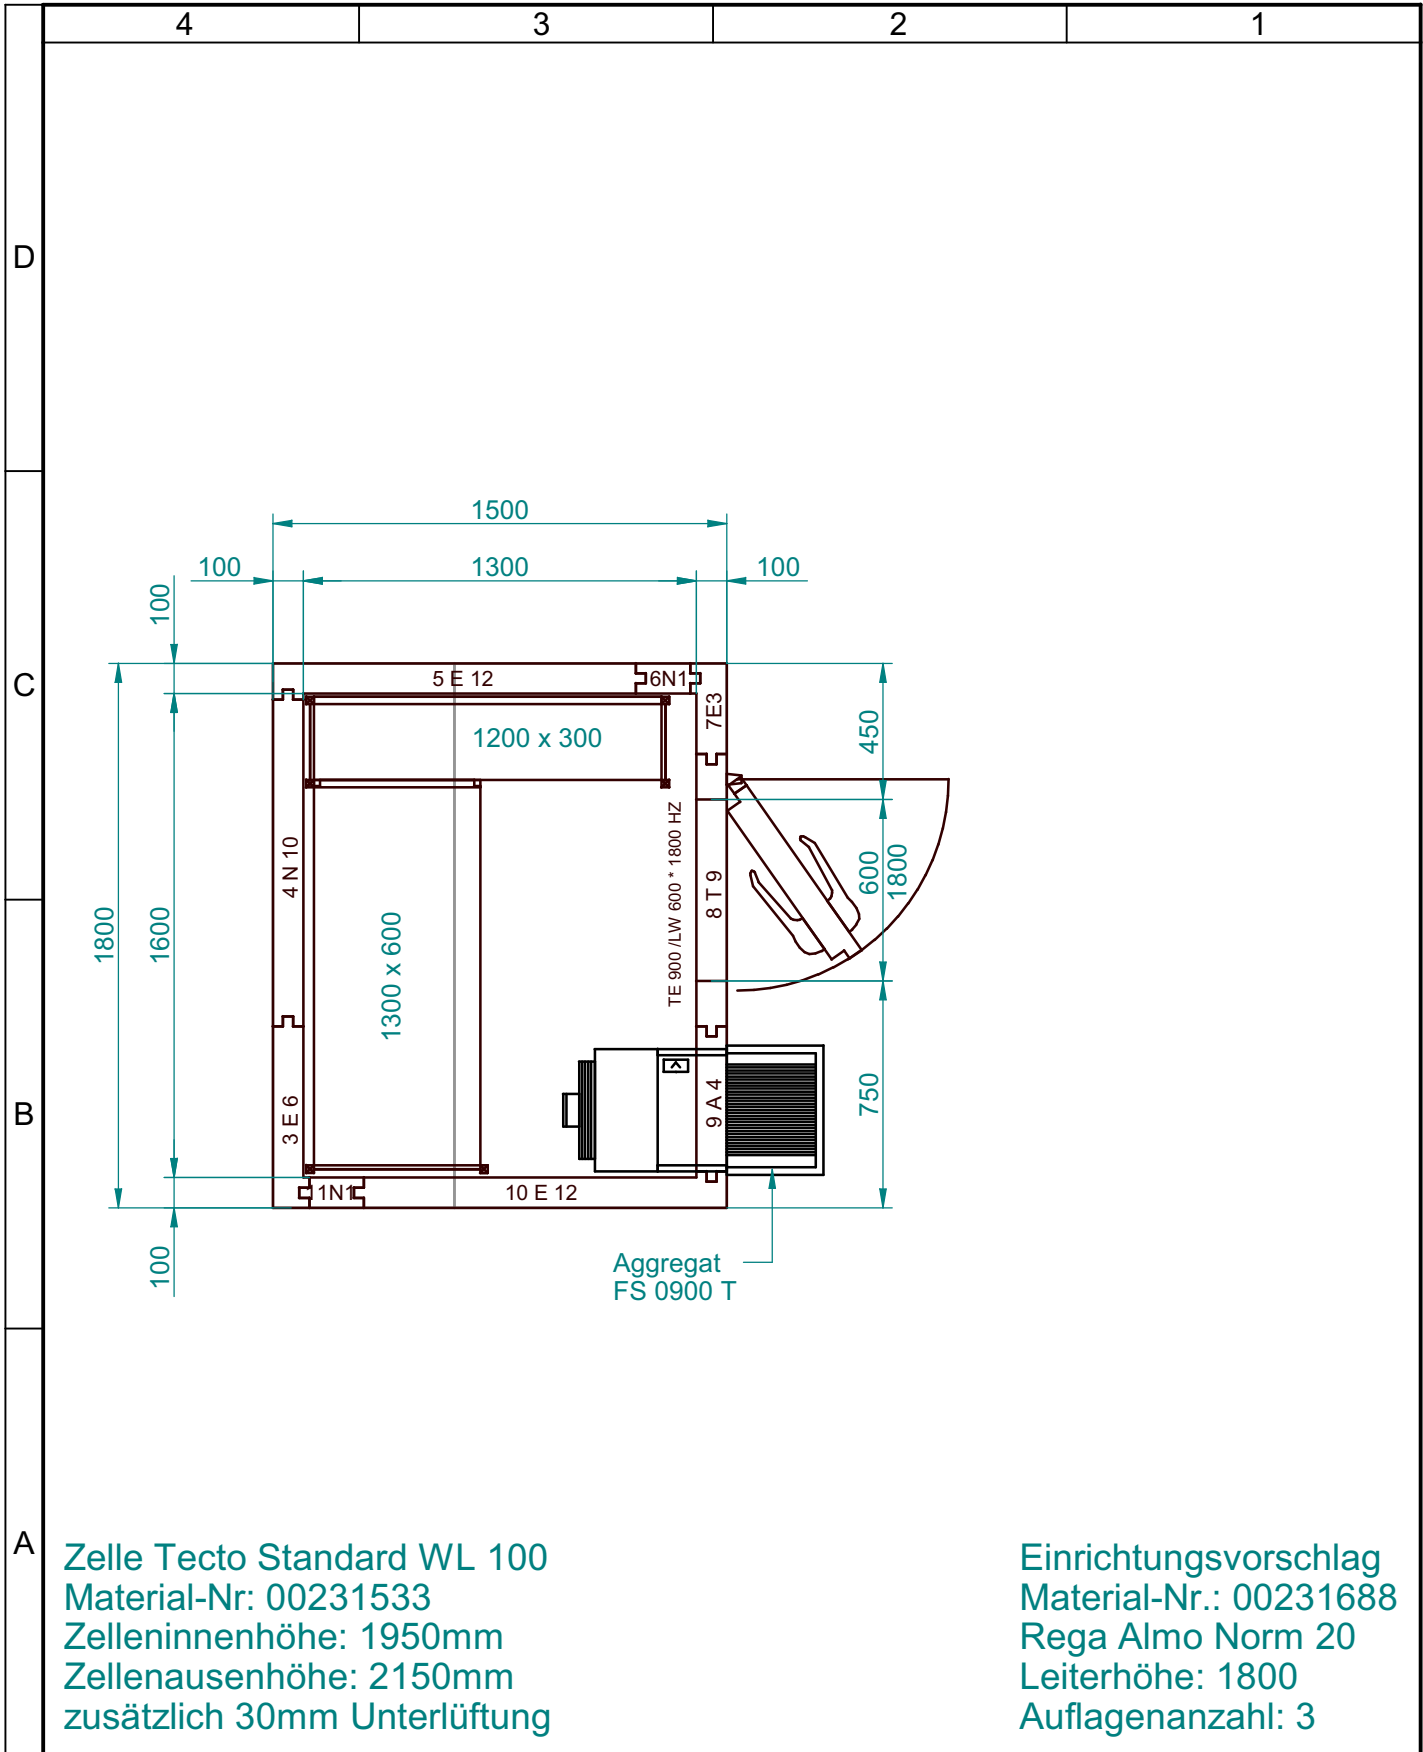 4
3
2
1
D
C
B
A
1500
100
1300
100
100
5 E 12
6N1
7E3
1200 x 300
450
4 N 10
TE 900 /LW 600 * 1800 HZ
8 T 9
600
1800
1800
1600
1300 x 600
3 E 6
9 A 4
750
1N1
10 E 12
100
Aggregat
FS 0900 T
Zelle Tecto Standard WL 100
Material-Nr: 00231533
Zelleninnenhöhe: 1950mm
Zellenausenhöhe: 2150mm
zusätzlich 30mm Unterlüftung
Einrichtungsvorschlag
Material-Nr.: 00231688
Rega Almo Norm 20
Leiterhöhe: 1800
Auflagenanzahl: 3